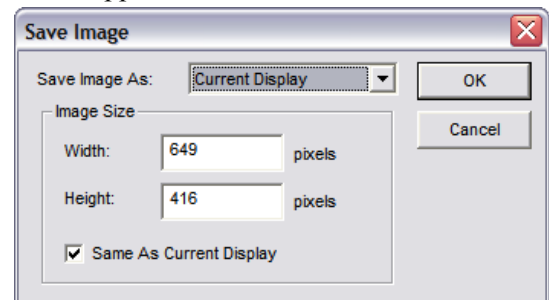 Save Image
Save Image As: Current Display OK
Image Size
Cancel
Width: 649 pixels
Height: 416 pixels
Same As Current Display